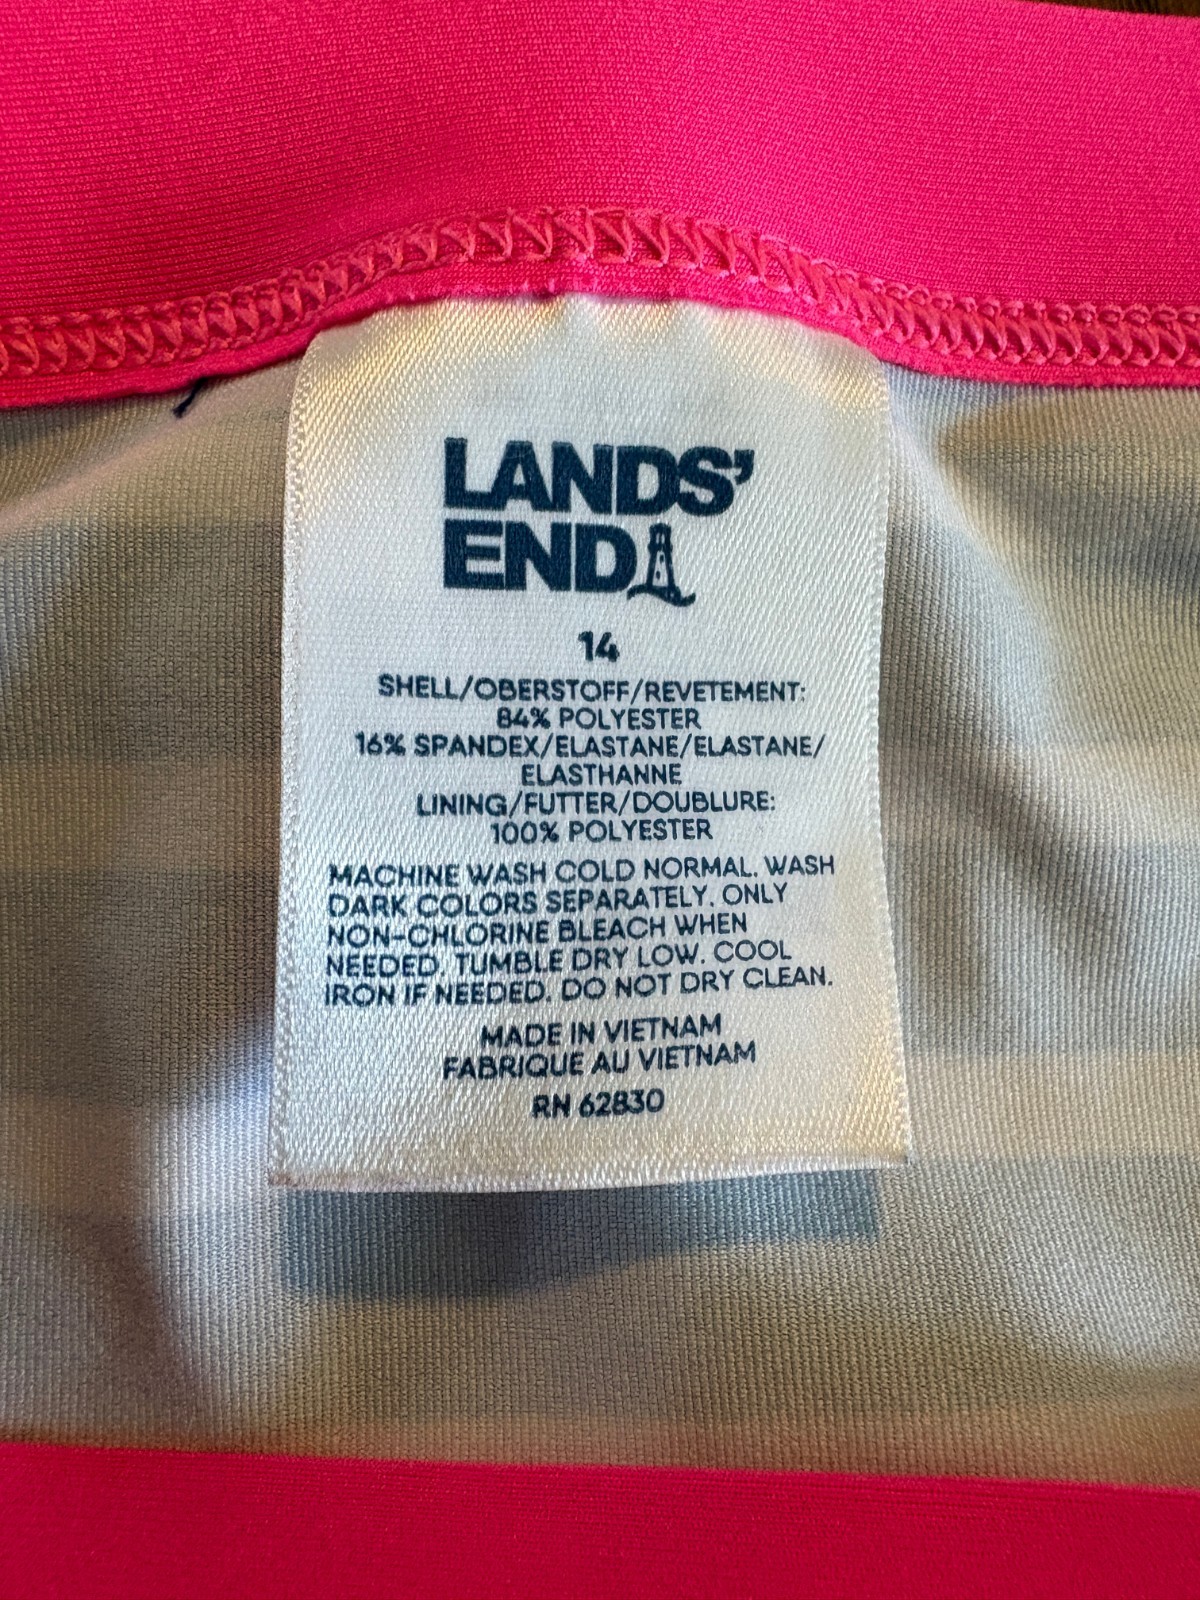 LANDS'
END
14
SHELL/OBERSTOFF/REVETEMENT:
84% POLYESTER
16% SPANDEX/ELASTANE/ELASTANE/
ELASTHANNE
LINING/FUTTER/DOUBLURE:
100% POLYESTER
MACHINE WASH COLD NORMAL. WASH
DARK COLORS SEPARATELY. ONLY
NON-CHLORINE BLEACH WHEN
NEEDED. TUMBLE DRY LOW. COOL
IRON IF NEEDED. DO NOT DRY CLEAN.
MADE IN VIETNAM
FABRIQUE AU VIETNAM
RN 62830